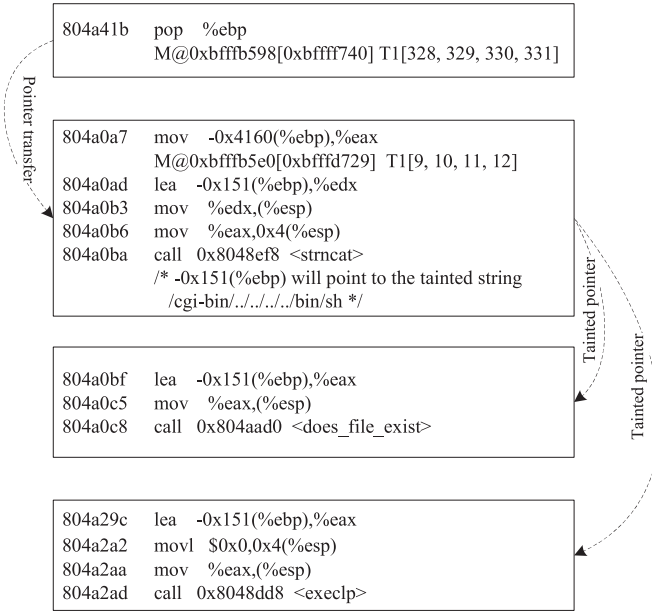 804a41b pop %ebp
M@0xbfffb598[0xbffff740] T1[328, 329, 330, 331]
Pointer transfer
804a0a7 mov -0x4160(%ebp),%eax
M@0xbfffb5e0[0xbfffd729] T1[9, 10, 11, 12]
804a0ad lea -0x151(%ebp),%edx
804a0b3 mov %edx,(%esp)
804a0b6 mov %eax,0x4(%esp)
804a0ba call 0x8048ef8 <strncat>
/* -0x151(%ebp) will point to the tainted string
/cgi-bin/../../../../bin/sh */
Tainted pointer
Tainted pointer
804a0bf lea -0x151(%ebp),%eax
804a0c5 mov %eax,(%esp)
804a0c8 call 0x804aad0 <does_file_exist>
804a29c lea -0x151(%ebp),%eax
804a2a2 movl $0x0,0x4(%esp)
804a2aa mov %eax,(%esp)
804a2ad call 0x8048dd8 <execlp>